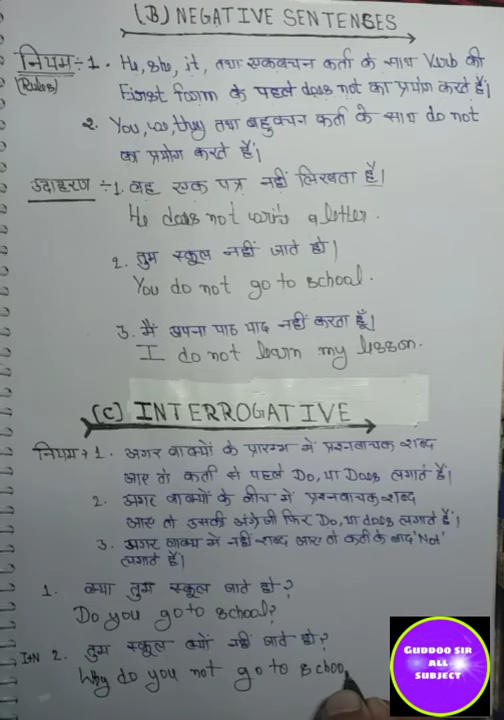 (B) NEGATIVE SENTENSES
नियम÷ 1. He, she, it, तथा एकवचन कर्ता के साथ Verb की
(Rules) First form के पहले does not का प्रयोग करते हैं।
2. You, we, they तथा बहुवचन कर्ता के साथ do not
का प्रयोग करते हैं।
उदाहरण ÷ 1. वह एक पत्र नहीं लिखता है।
He does not write a letter.
2. तुम स्कूल नहीं जाते हो।
You do not go to school.
3. मैं अपना पाठ याद नहीं करता हूँ।
I do not learn my lesson.
(C) INTERROGATIVE
नियम→ 1. अगर वाक्यों के प्रारम्भ में प्रश्नवाचक शब्द
आए तो कर्ता से पहले Do, या Does लगाते हैं।
2. अगर वाक्यों के बीच में प्रश्नवाचक शब्द
आए तो उसकी अंग्रेजी फिर Do, या does लगाते हैं।
3. अगर वाक्य में नहीं शब्द आए तो कर्ता के बाद 'Not'
लगाते हैं।
1. क्या तुम स्कूल जाते हो?
Do you go to school?
I+N 2. तुम स्कूल क्यों नहीं जाते हो?
Why do you not go to schoo
GUDDOO SIR
ALL
SUBJECT